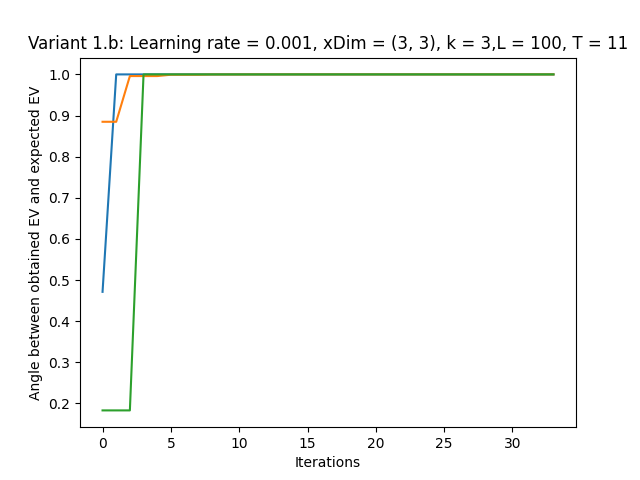 Variant 1.b: Learning rate = 0.001, xDim = (3, 3), k = 3,L = 100, T = 11
Angle between obtained EV and expected EV
1.0
0.9
0.8
0.7
0.6
0.5
0.4
0.3
0.2
0 5 10 15 20 25 30
Iterations